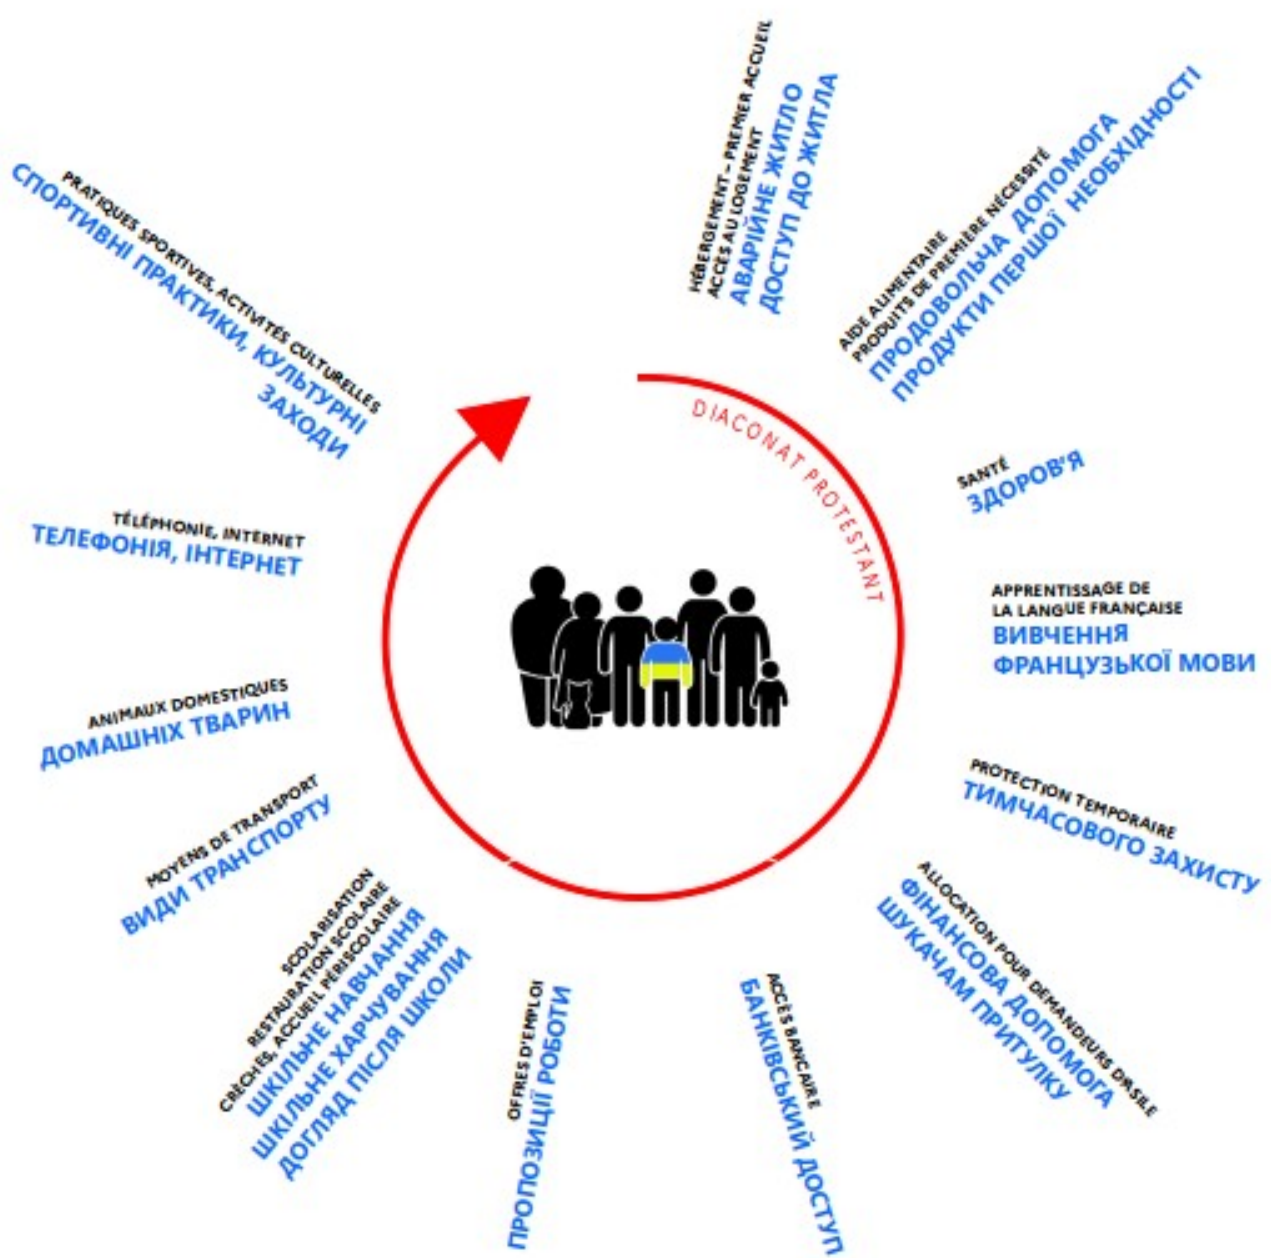 HÉBERGEMENT - PREMIER ACCUEIL
ACCÈS AU LOGEMENT
АВАРІЙНЕ ЖИТЛО
ДОСТУП ДО ЖИТЛА
AIDE ALIMENTAIRE
PRODUITS DE PREMIÈRE NÉCESSITÉ
ПРОДОВОЛЬЧА ДОПОМОГА
ПРОДУКТИ ПЕРШОЇ НЕОБХІДНОСТІ
SANTÉ
ЗДОРОВ'Я
APPRENTISSAGE DE
LA LANGUE FRANÇAISE
ВИВЧЕННЯ
ФРАНЦУЗЬКОЇ МОВИ
PROTECTION TEMPORAIRE
ТИМЧАСОВОГО ЗАХИСТУ
ALLOCATION POUR DEMANDEURS D'ASILE
ФІНАНСОВА ДОПОМОГА
ШУКАЧАМ ПРИТУЛКУ
ACCÈS BANCAIRE
БАНКІВСЬКИЙ ДОСТУП
OFFRES D'EMPLOI
ПРОПОЗИЦІЇ РОБОТИ
SCOLARISATION
RESTAURATION SCOLAIRE
CRÈCHES, ACCUEIL PÉRISCOLAIRE
ШКІЛЬНЕ НАВЧАННЯ
ШКІЛЬНЕ ХАРЧУВАННЯ
ДОГЛЯД ПІСЛЯ ШКОЛИ
MOYENS DE TRANSPORT
ВИДИ ТРАНСПОРТУ
ANIMAUX DOMESTIQUES
ДОМАШНІХ ТВАРИН
TÉLÉPHONIE, INTERNET
ТЕЛЕФОНІЯ, ІНТЕРНЕТ
PRATIQUES SPORTIVES, ACTIVITÉS CULTURELLES
СПОРТИВНІ ПРАКТИКИ, КУЛЬТУРНІ
ЗАХОДИ
DIACONAT PROTESTANT